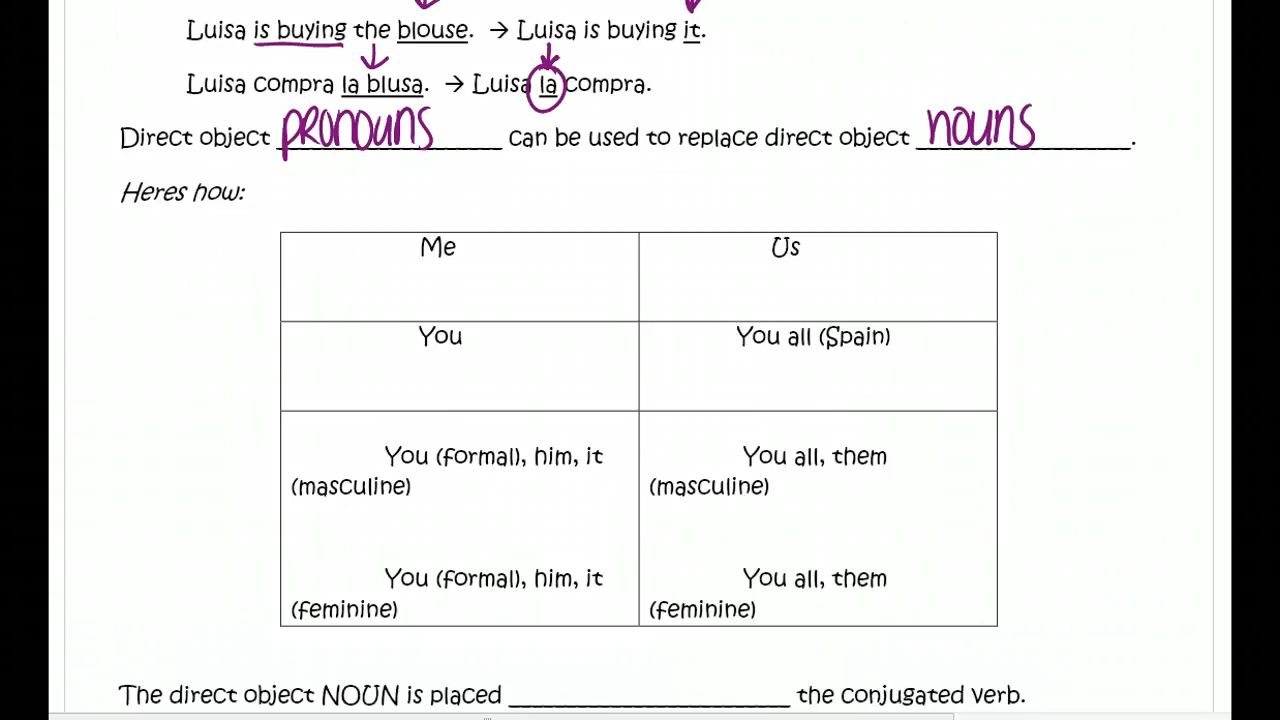 Luisa is buying the blouse. → Luisa is buying it.
Luisa compra la blusa. → Luisa la compra.
Direct object pronouns can be used to replace direct object nouns.
Heres how:
Me
Us
You
You all (Spain)
You (formal), him, it
(masculine)
You all, them
(masculine)
You (formal), him, it
(feminine)
You all, them
(feminine)
The direct object NOUN is placed ____________________ the conjugated verb.